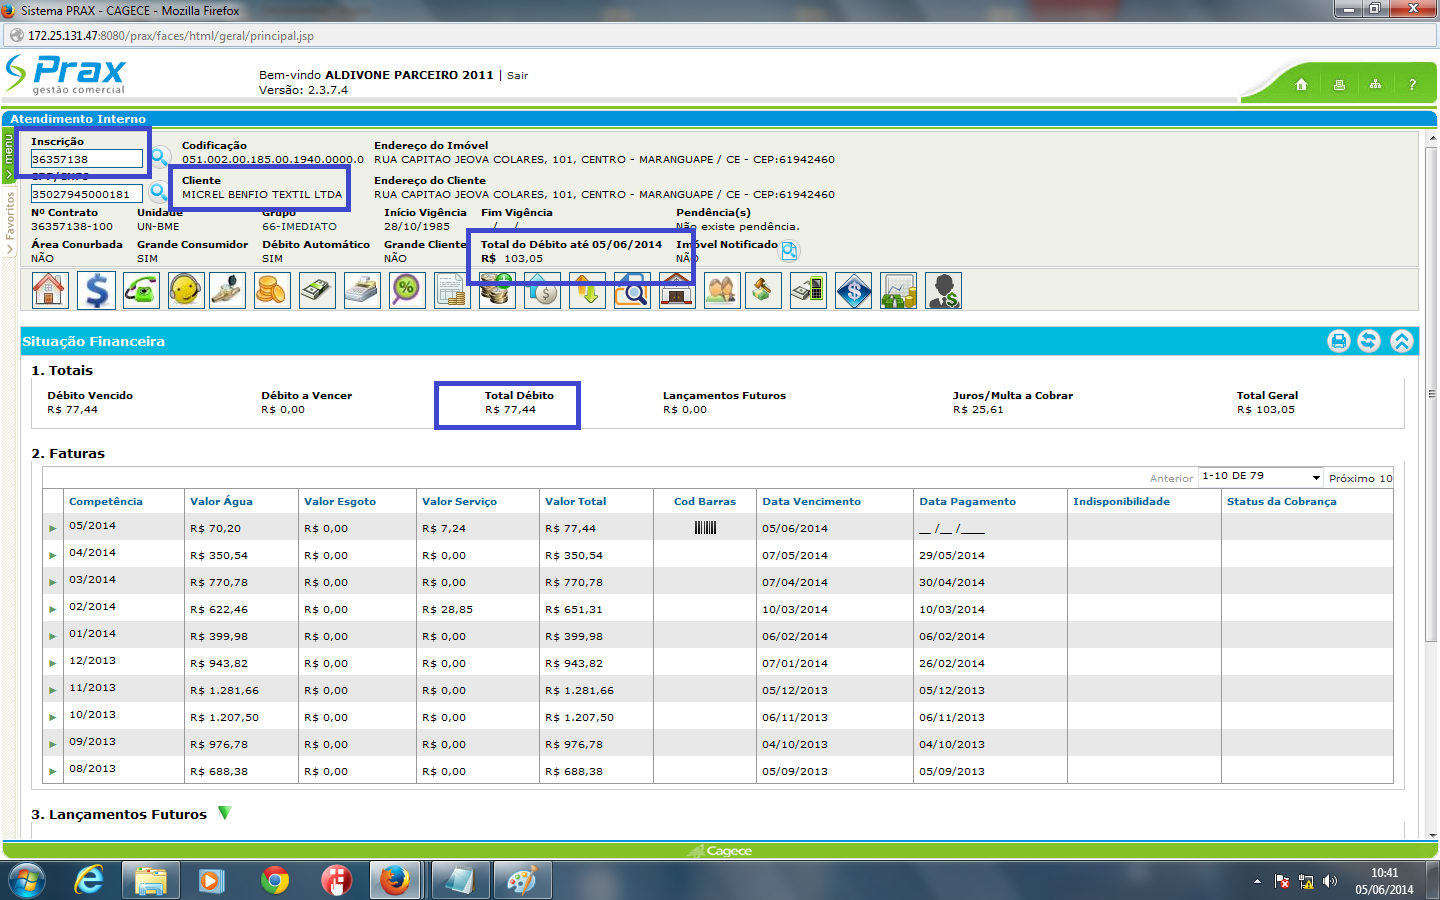 Sistema PRAX - CAGECE - Mozilla Firefox
172.25.131.47:8080/prax/faces/html/geral/principal.jsp
Prax
gestão comercial
Bem-vindo ALDIVONE PARCEIRO 2011 | Sair
Versão: 2.3.7.4
?
Atendimento Interno
menu
Favoritos
Inscrição Codificação Endereço do Imóvel
36357138 051.002.00.185.00.1940.0000.0 RUA CAPITAO JEOVA COLARES, 101, CENTRO - MARANGUAPE / CE - CEP:61942460
CPF/CNPJ Cliente Endereço do Cliente
35027945000181 MICREL BENFIO TEXTIL LTDA RUA CAPITAO JEOVA COLARES, 101, CENTRO - MARANGUAPE / CE - CEP:61942460
Nº Contrato Unidade Grupo Início Vigência Fim Vigência Pendência(s)
36357138-100 UN-BME 66-IMEDIATO 28/10/1985 __/__/____ Não existe pendência.
Área Conurbada Grande Consumidor Débito Automático Grande Cliente Total do Débito até 05/06/2014 Imóvel Notificado
NÃO SIM SIM NÃO R$ 103,05 NÃO
Situação Financeira
1. Totais
Débito Vencido Débito a Vencer Total Débito Lançamentos Futuros Juros/Multa a Cobrar Total Geral
R$ 77,44 R$ 0,00 R$ 77,44 R$ 0,00 R$ 25,61 R$ 103,05
2. Faturas
Anterior 1-10 DE 79 Próximo 10
Competência Valor Água Valor Esgoto Valor Serviço Valor Total Cod Barras Data Vencimento Data Pagamento Indisponibilidade Status da Cobrança
05/2014 R$ 70,20 R$ 0,00 R$ 7,24 R$ 77,44 05/06/2014 __ /__ /____
04/2014 R$ 350,54 R$ 0,00 R$ 0,00 R$ 350,54 07/05/2014 29/05/2014
03/2014 R$ 770,78 R$ 0,00 R$ 0,00 R$ 770,78 07/04/2014 30/04/2014
02/2014 R$ 622,46 R$ 0,00 R$ 28,85 R$ 651,31 10/03/2014 10/03/2014
01/2014 R$ 399,98 R$ 0,00 R$ 0,00 R$ 399,98 06/02/2014 06/02/2014
12/2013 R$ 943,82 R$ 0,00 R$ 0,00 R$ 943,82 07/01/2014 26/02/2014
11/2013 R$ 1.281,66 R$ 0,00 R$ 0,00 R$ 1.281,66 05/12/2013 05/12/2013
10/2013 R$ 1.207,50 R$ 0,00 R$ 0,00 R$ 1.207,50 06/11/2013 06/11/2013
09/2013 R$ 976,78 R$ 0,00 R$ 0,00 R$ 976,78 04/10/2013 04/10/2013
08/2013 R$ 688,38 R$ 0,00 R$ 0,00 R$ 688,38 05/09/2013 05/09/2013
3. Lançamentos Futuros
Cagece
10:41
05/06/2014